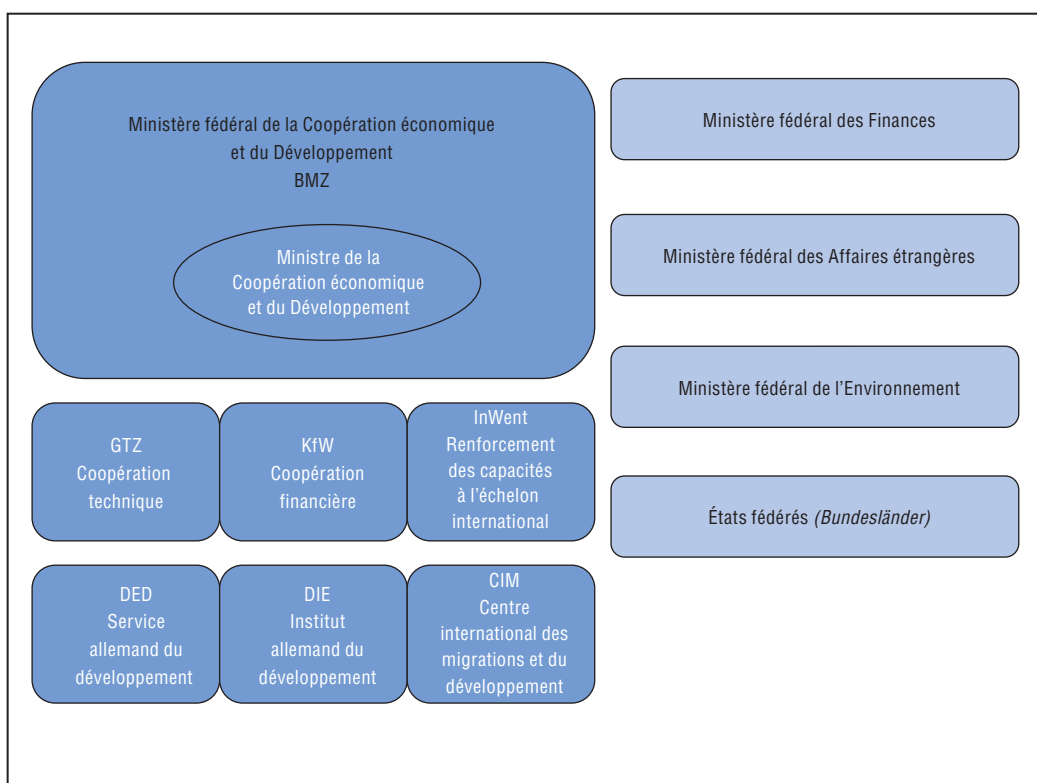 Ministère fédéral de la Coopération économique
et du Développement
BMZ
Ministre de la
Coopération économique
et du Développement
GTZ
Coopération
technique
KfW
Coopération
financière
InWent
Renforcement
des capacités
à l’échelon
international
DED
Service
allemand du
développement
DIE
Institut
allemand du
développement
CIM
Centre
international des
migrations et du
développement
Ministère fédéral des Finances
Ministère fédéral des Affaires étrangères
Ministère fédéral de l’Environnement
États fédérés (Bundesländer)